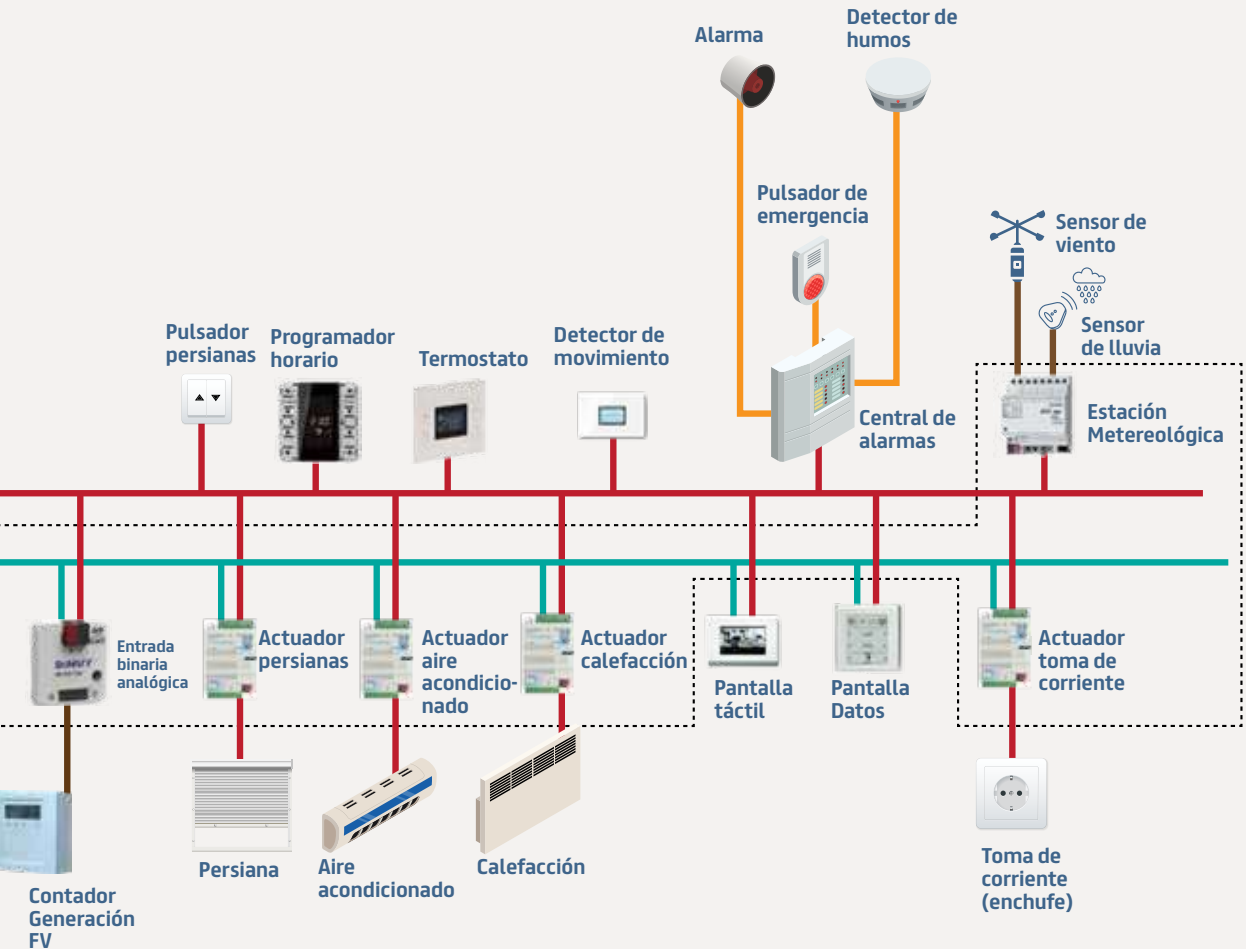 Alarma
Detector de
humos
Pulsador de
emergencia
Sensor de
viento
Sensor
de lluvia
Pulsador
persianas
Programador
horario
Termostato
Detector de
movimiento
Central de
alarmas
Estación
Metereológica
Entrada
binaria
analógica
Actuador
persianas
Actuador
aire
acondicio-
nado
Actuador
calefacción
Pantalla
táctil
Pantalla
Datos
Actuador
toma de
corriente
Contador
Generación
FV
Persiana
Aire
acondicionado
Calefacción
Toma de
corriente
(enchufe)